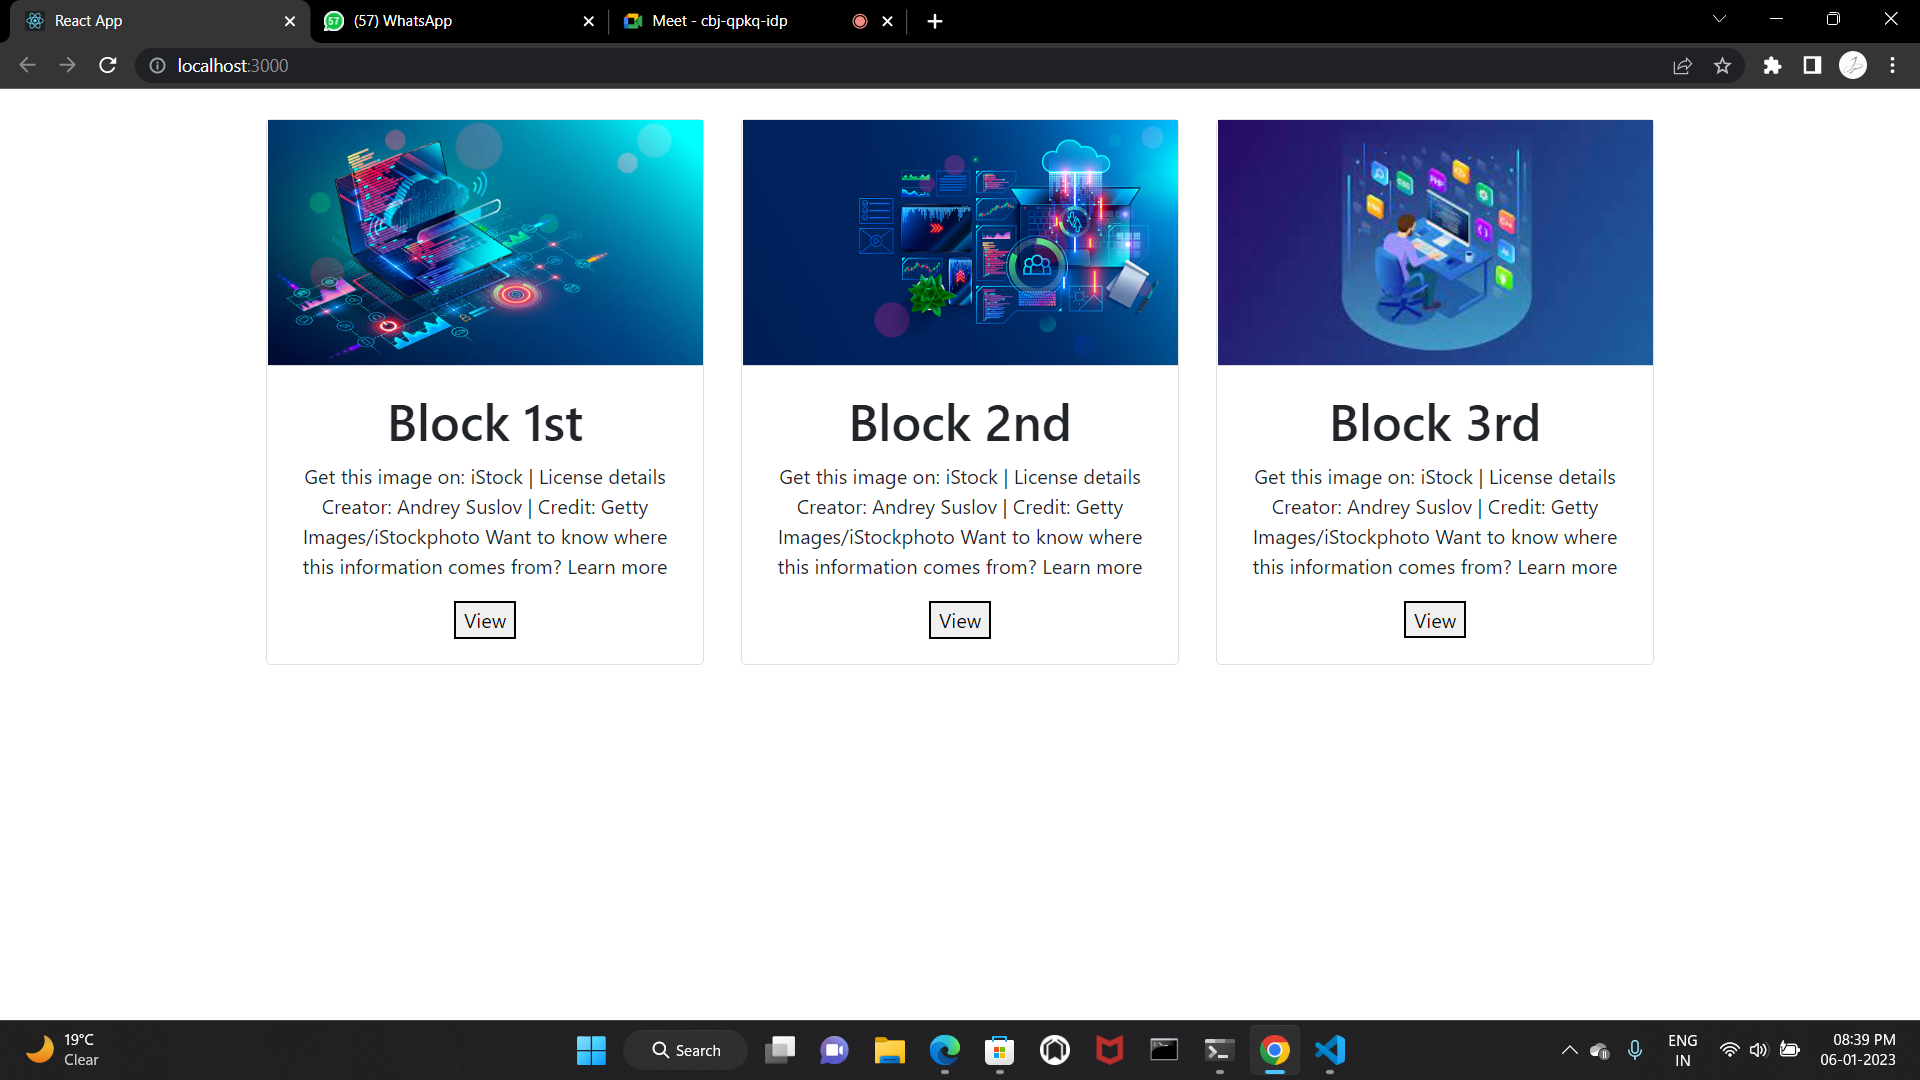 React App
57
(57) WhatsApp
Meet - cbj-qpkq-idp
localhost:3000
CSS
PHP
C++
Block 1st
Get this image on: iStock | License details
Creator: Andrey Suslov | Credit: Getty
Images/iStockphoto Want to know where
this information comes from? Learn more
View
Block 2nd
Get this image on: iStock | License details
Creator: Andrey Suslov | Credit: Getty
Images/iStockphoto Want to know where
this information comes from? Learn more
View
Block 3rd
Get this image on: iStock | License details
Creator: Andrey Suslov | Credit: Getty
Images/iStockphoto Want to know where
this information comes from? Learn more
View
19°C
Clear
Search
ENG
IN
08:39 PM
06-01-2023